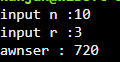 input n :10
input r :3
awnser : 720